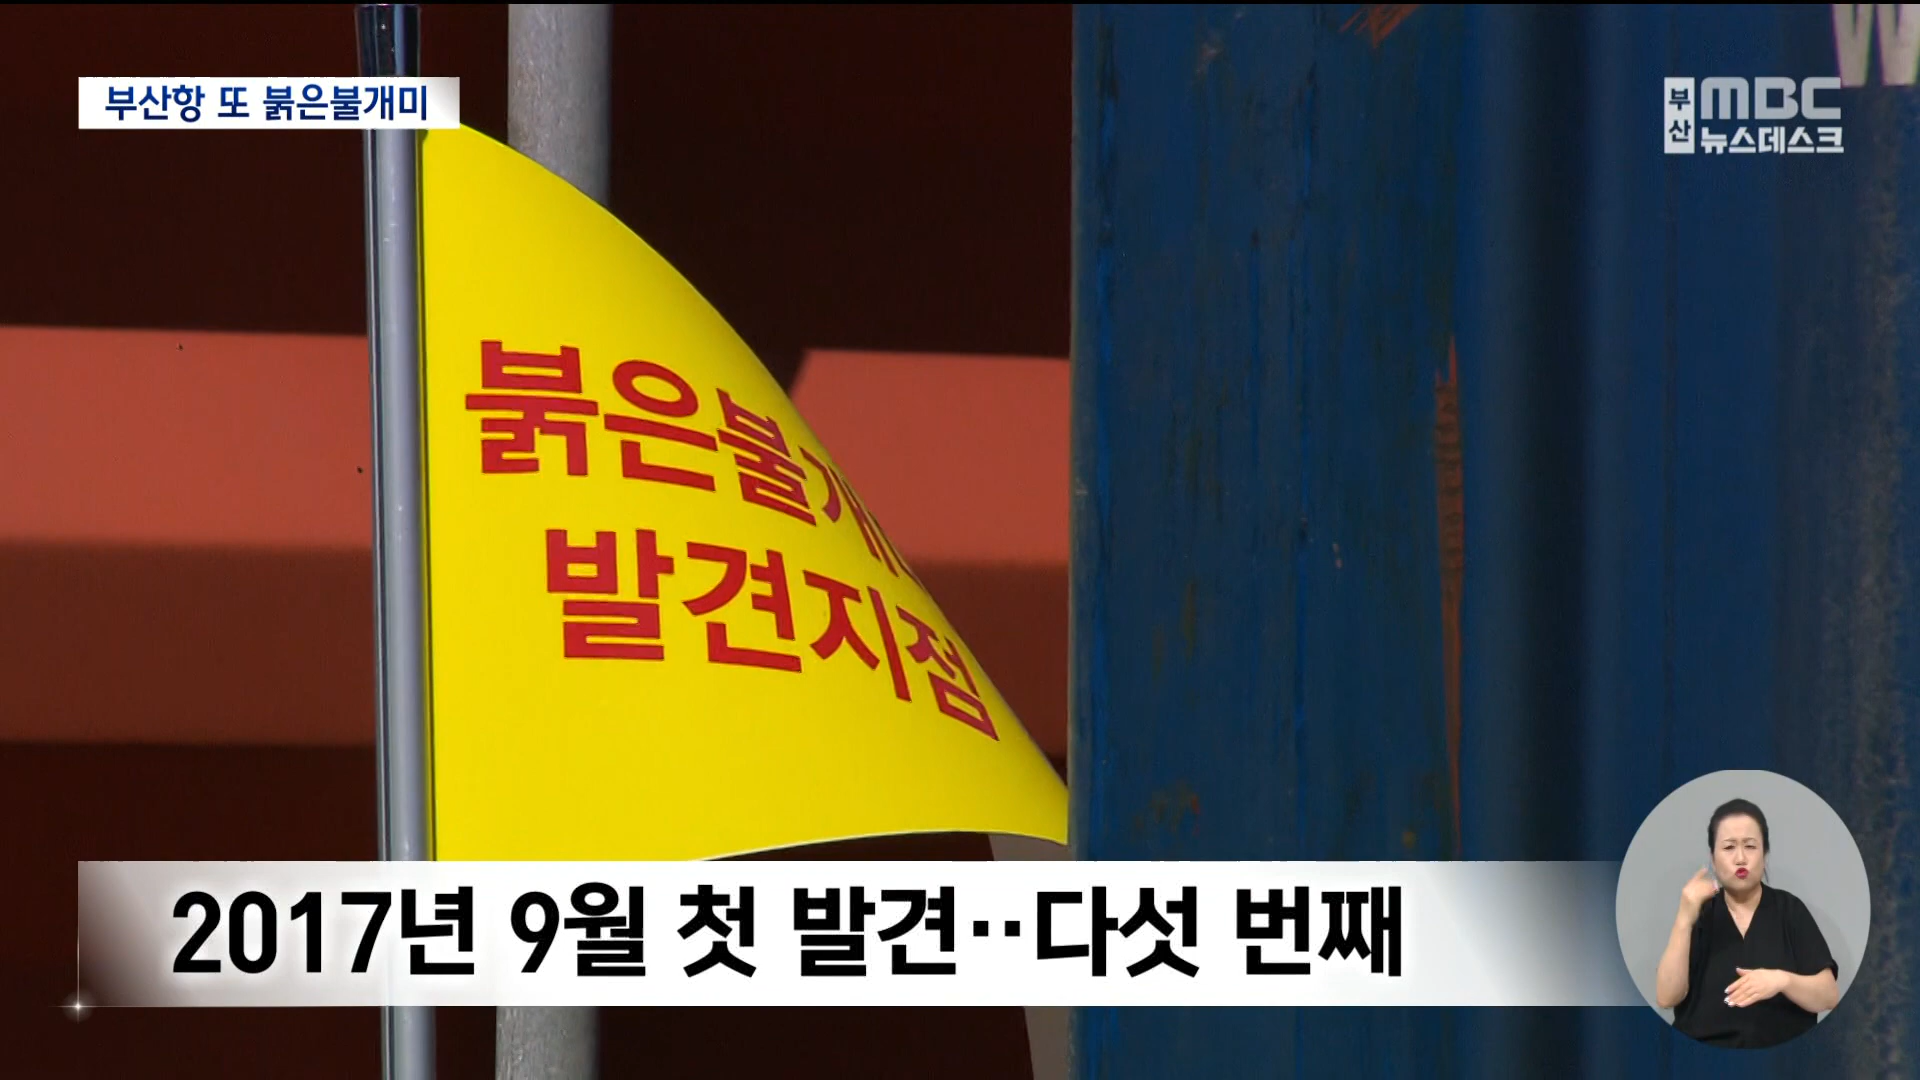 부산항 또 붉은불개미
부산
MBC
뉴스데스크
W
붉은불개
발견지점
2017년 9월 첫 발견··다섯 번째